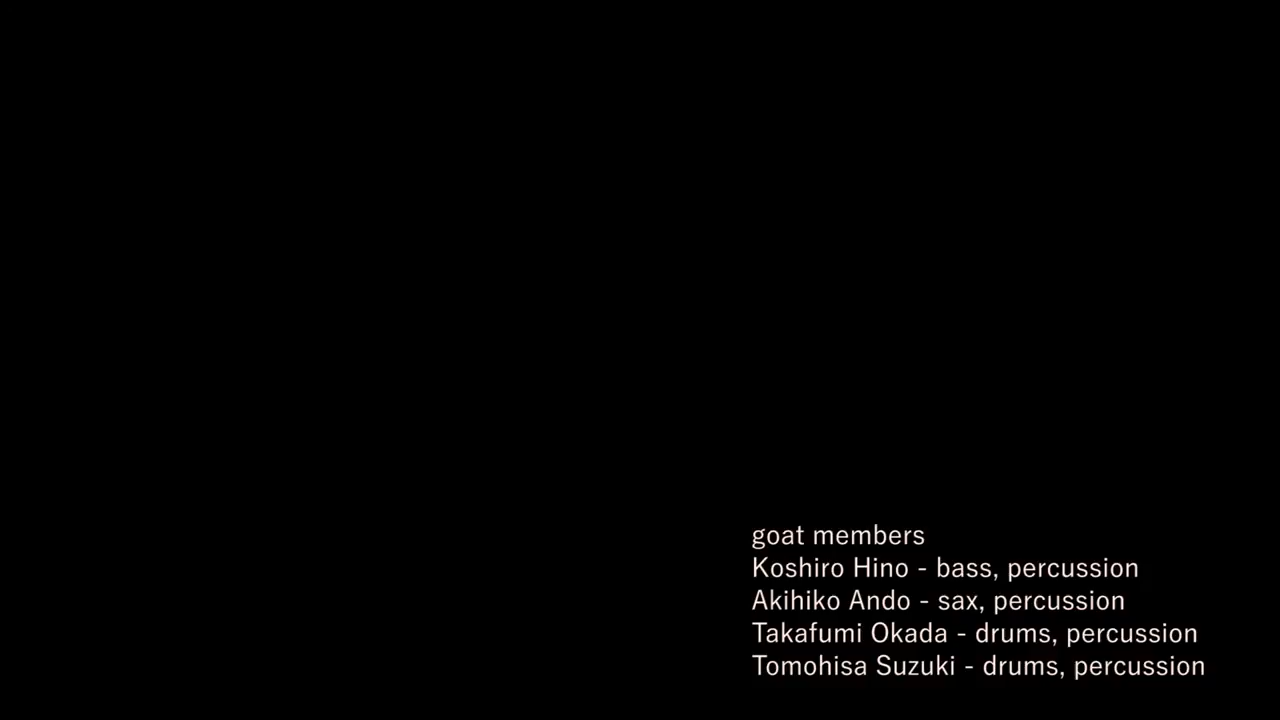 goat members
Koshiro Hino - bass, percussion
Akihiko Ando - sax, percussion
Takafumi Okada - drums, percussion
Tomohisa Suzuki - drums, percussion